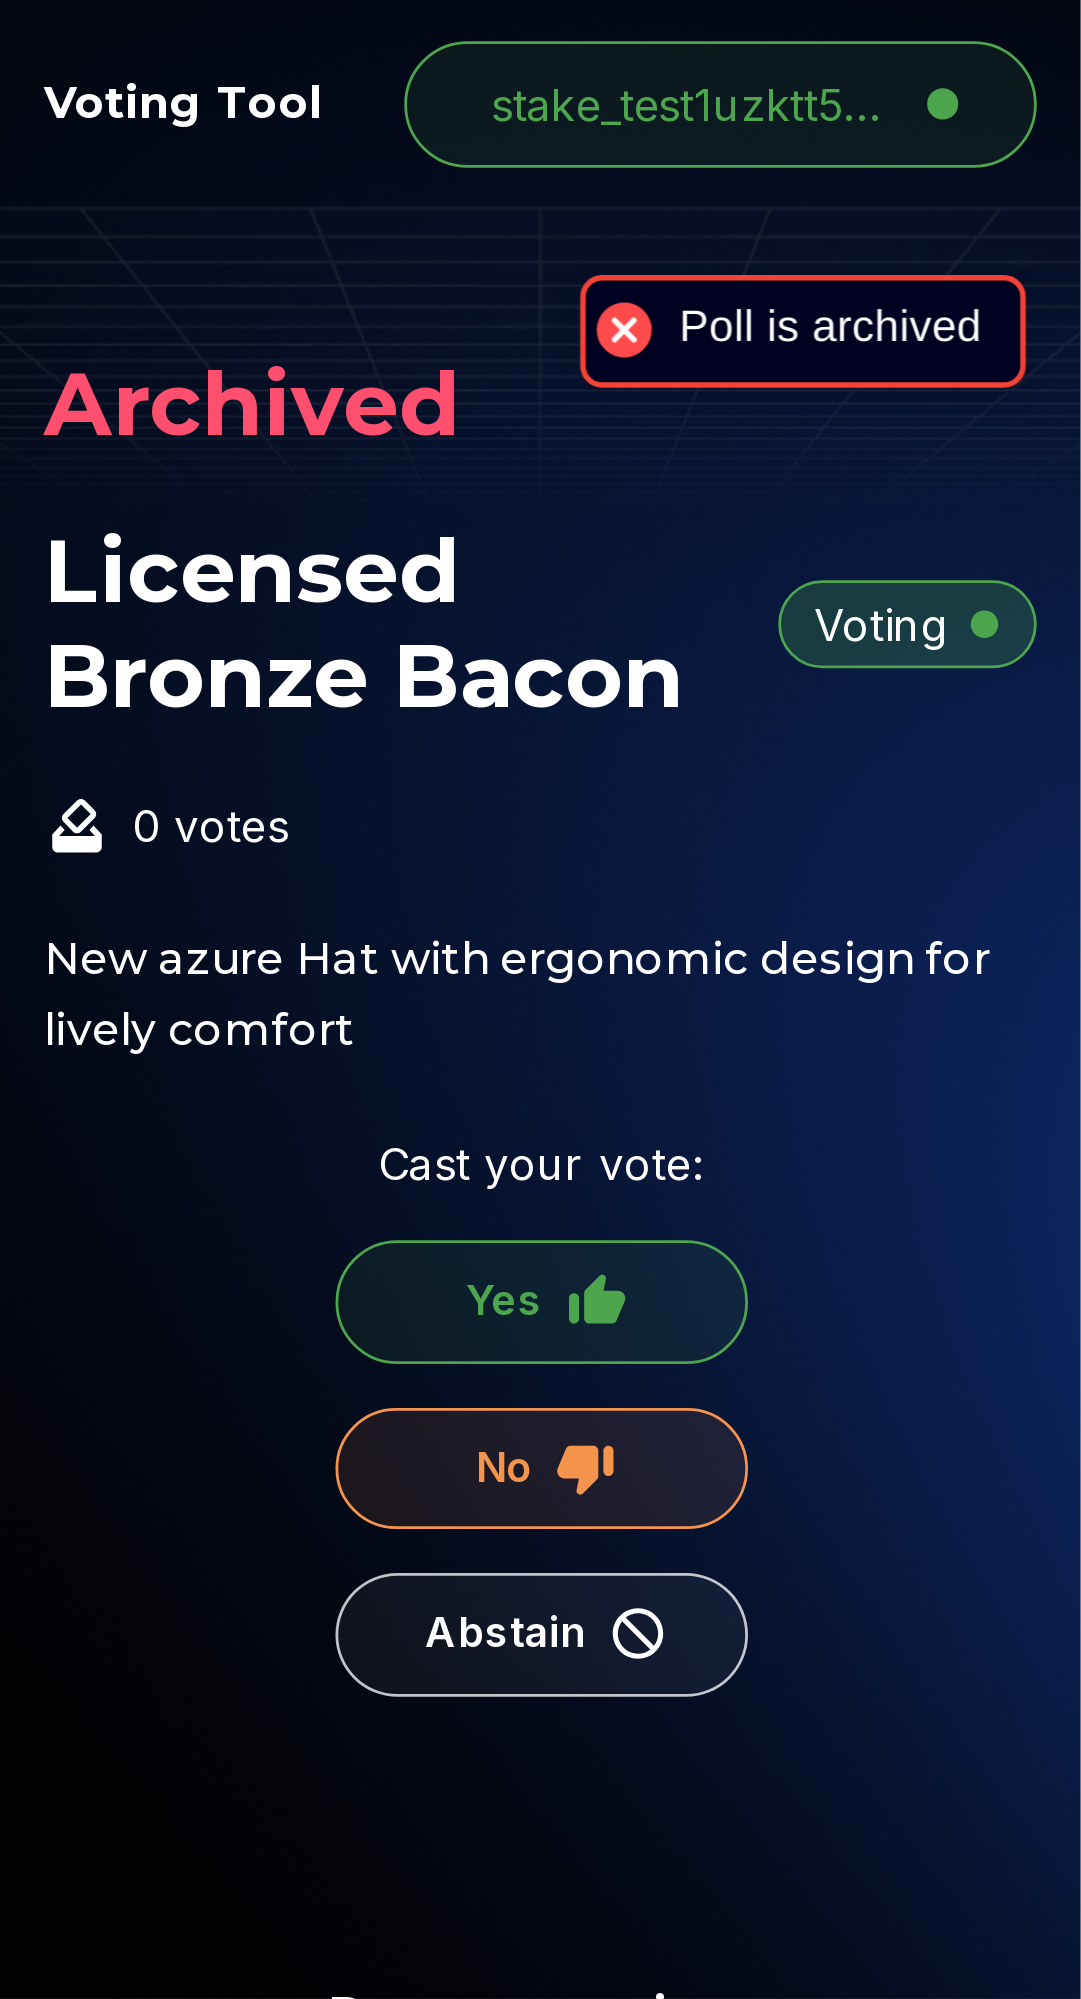 Voting Tool
stake_test1uzktt5...
Poll is archived
Archived
Licensed
Bronze Bacon
Voting
0 votes
New azure Hat with ergonomic design for
lively comfort
Cast your vote:
Yes
No
Abstain